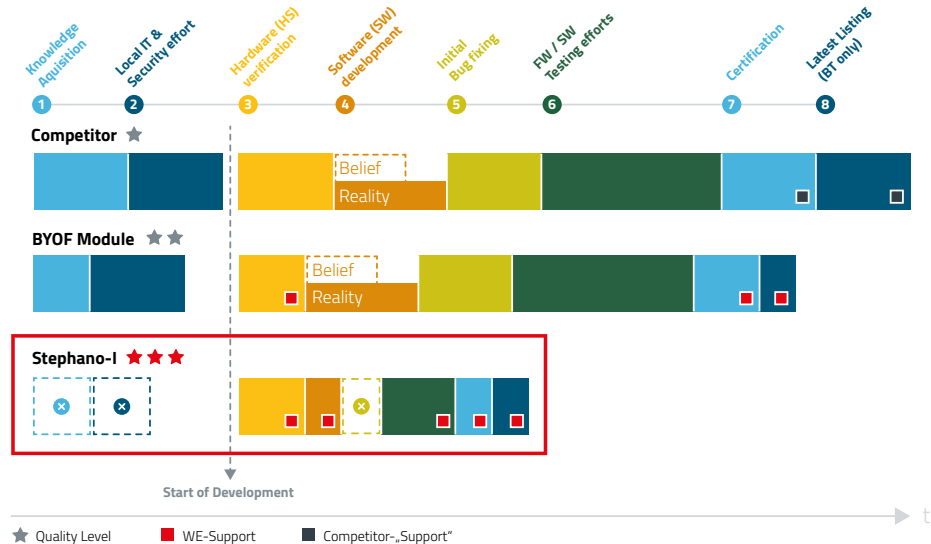 Knowledge
Aquisition
Local IT &
Security effort
Hardware (HS)
verification
Software (SW)
development
Initial
Bug fixing
FW / SW
Testing efforts
Certification
Latest Listing
(BT only)
1
2
3
4
5
6
7
8
Competitor
Belief
Reality
BYOF Module
Belief
Reality
Stephano-I
Start of Development
t
Quality Level
WE-Support
Competitor-„Support“